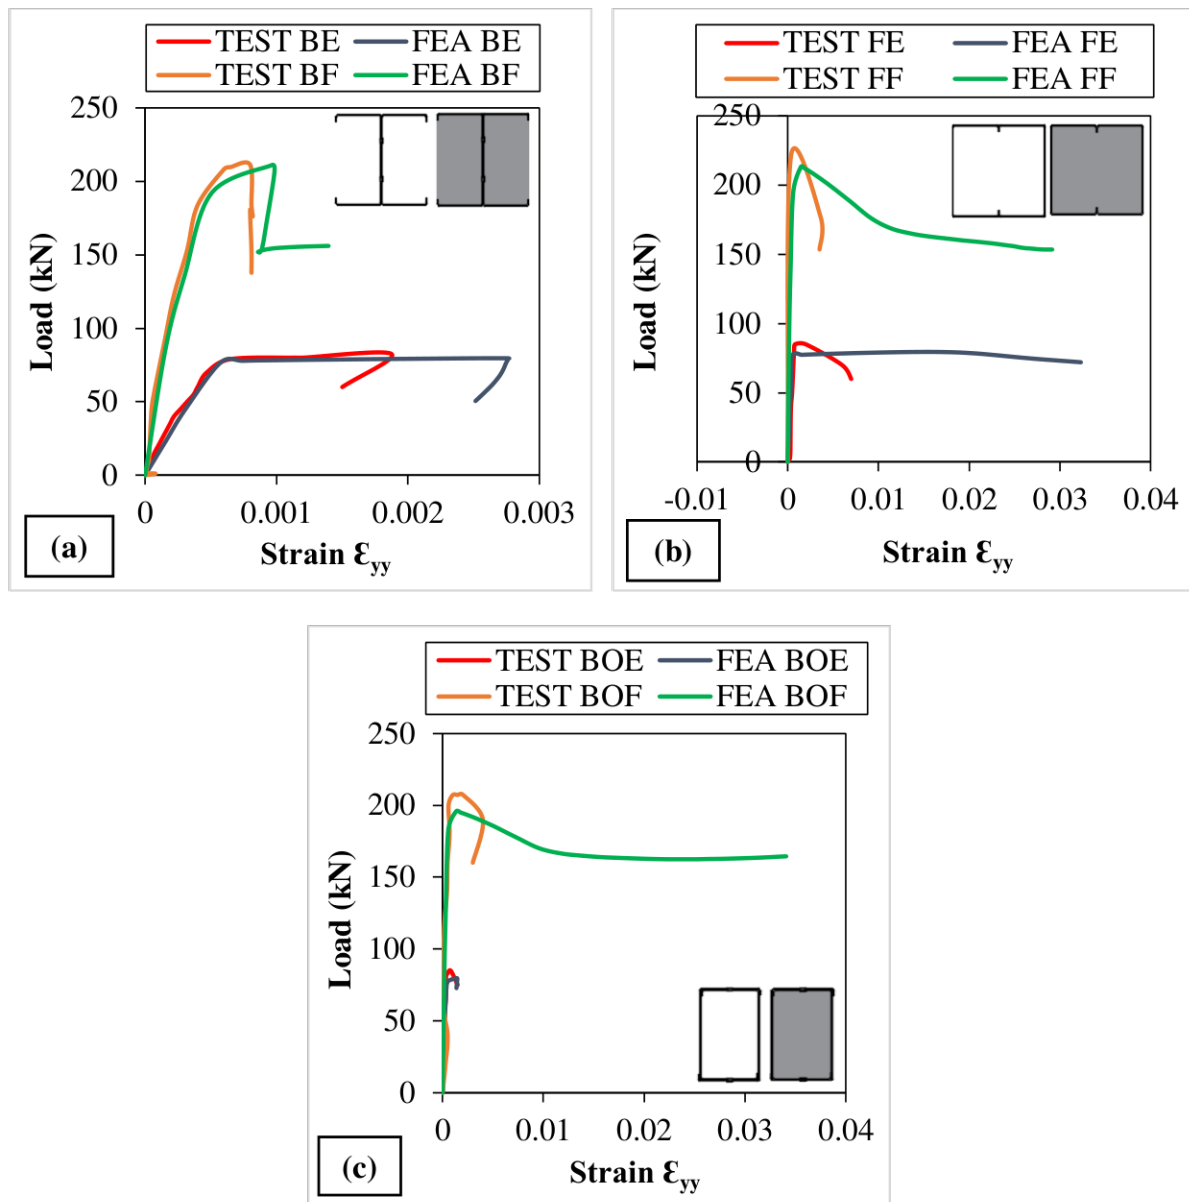 TEST BE FEA BE
TEST BF FEA BF
250
200
150
100
50
0
Load (kN)
0 0.001 0.002 0.003
Strain Ɛyy
(a)
TEST FE FEA FE
TEST FF FEA FF
250
200
150
100
50
0
Load (kN)
-0.01 0 0.01 0.02 0.03 0.04
Strain Ɛyy
(b)
TEST BOE FEA BOE
TEST BOF FEA BOF
250
200
150
100
50
0
Load (kN)
0 0.01 0.02 0.03 0.04
Strain Ɛyy
(c)